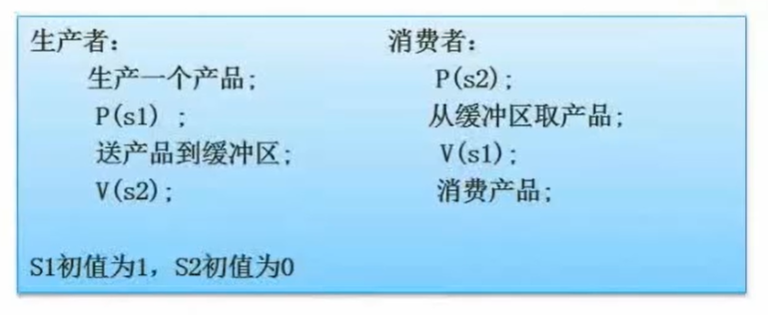 生产者：
生产一个产品；
P(s1) ；
送产品到缓冲区；
V(s2)；
消费者：
P(s2)；
从缓冲区取产品；
V(s1)；
消费产品；
S1初值为1，S2初值为0